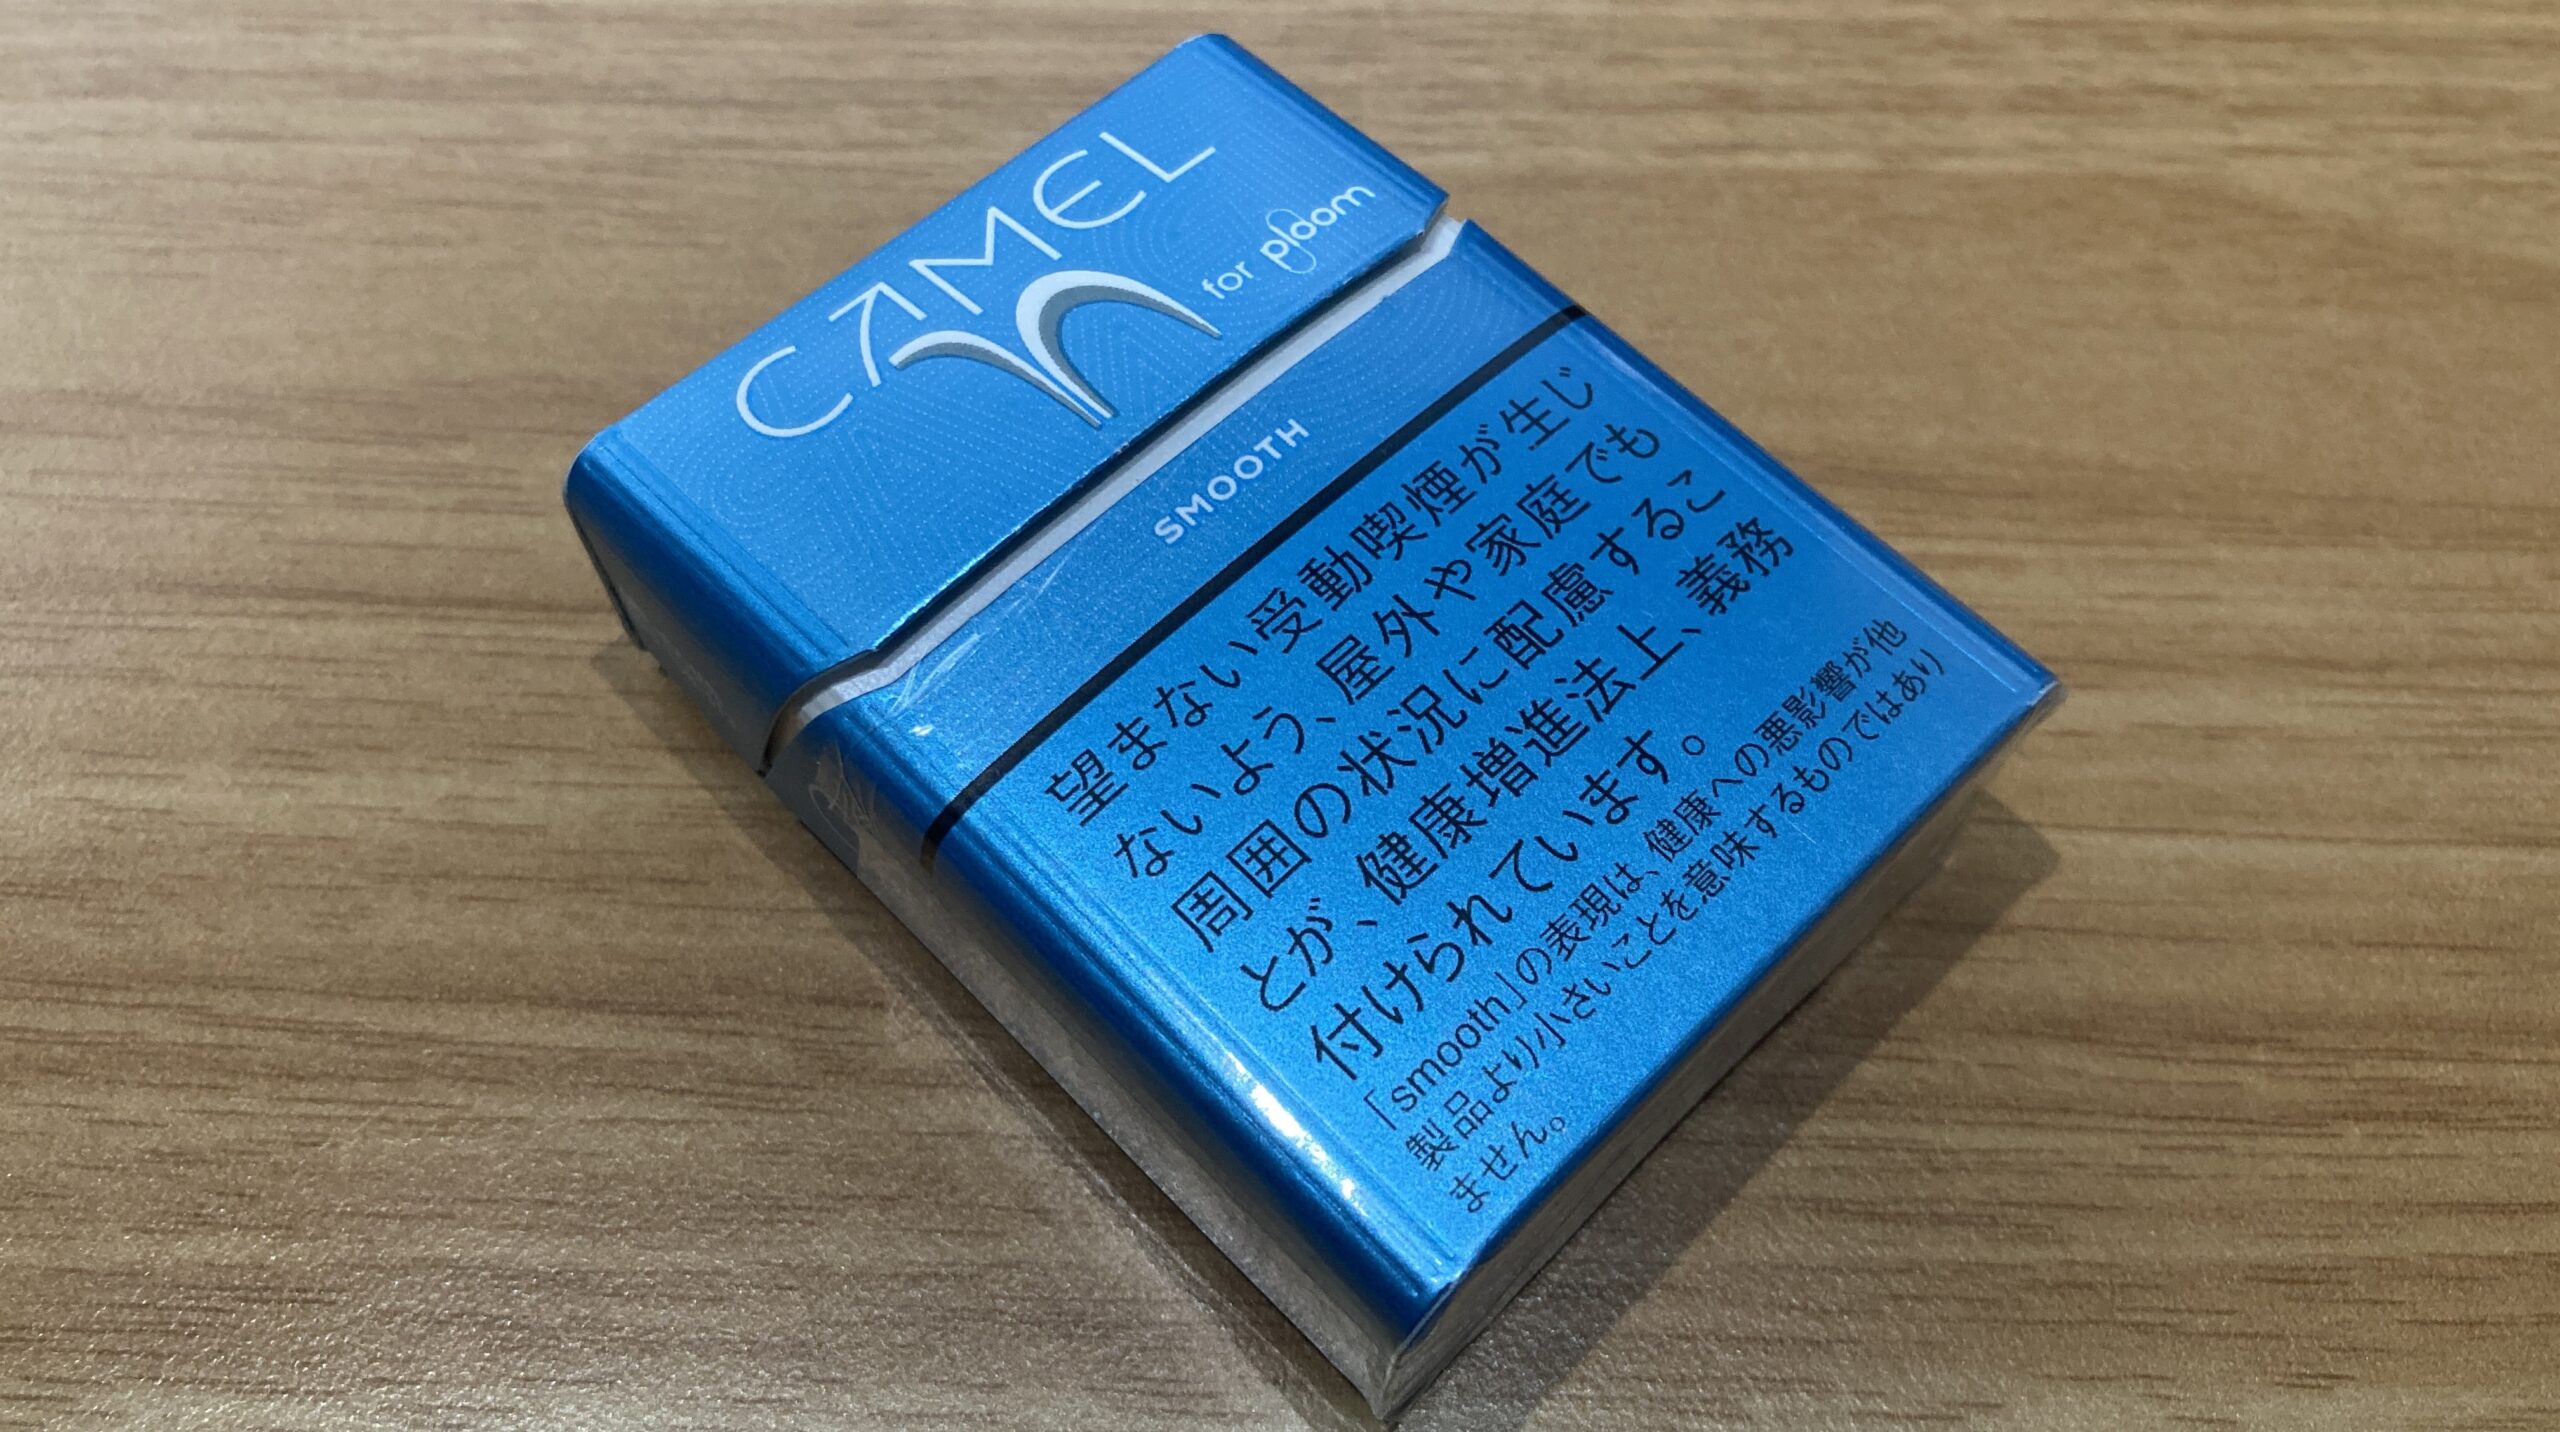 CAMEL
for ploom
SMOOTH
望まない受動喫煙が生じ
ないよう、屋外や家庭でも
周囲の状況に配慮するこ
とが、健康増進法上、義務
付けられています。
「smooth」の表現は、健康への悪影響が他
製品より小さいことを意味するものではあり
ません。